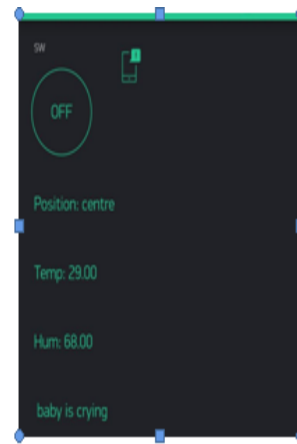 SW
OFF
Position: centre
Temp: 29.00
Hum: 68.00
baby is crying